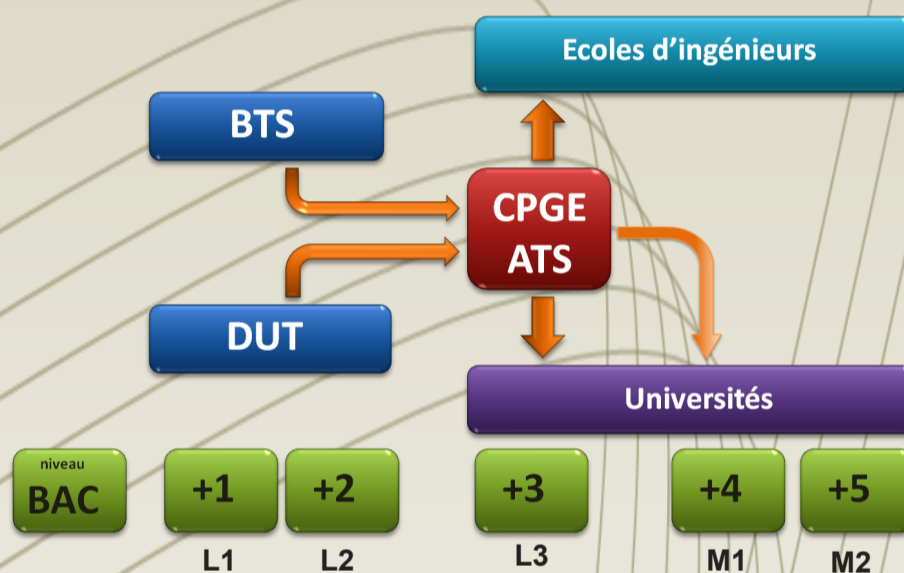 Ecoles d’ingénieurs
BTS
CPGE
ATS
DUT
Universités
niveau
BAC
+1
+2
+3
+4
+5
L1
L2
L3
M1
M2